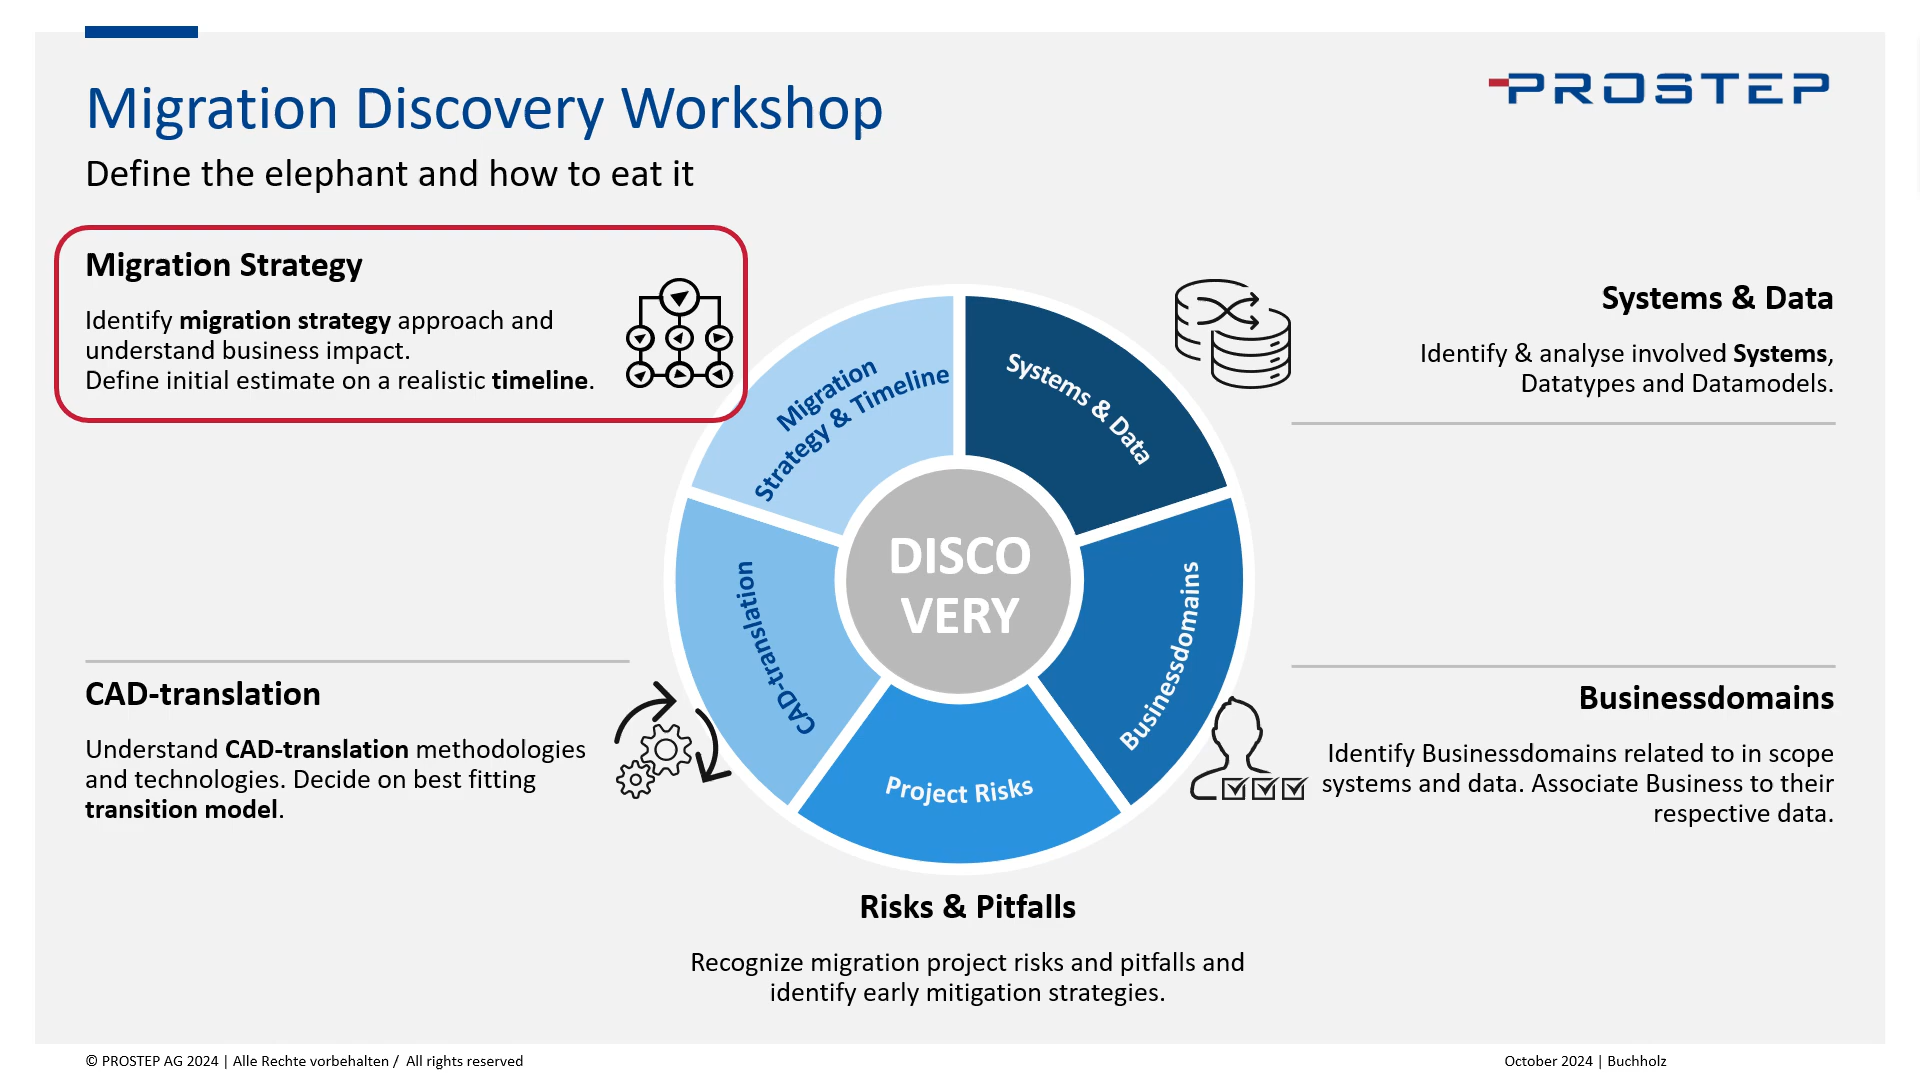 PROSTEP
Migration Discovery Workshop
Define the elephant and how to eat it
Migration Strategy
Identify migration strategy approach and
understand business impact.
Define initial estimate on a realistic timeline.
Systems & Data
Identify & analyse involved Systems,
Datatypes and Datamodels.
Migration
Strategy & Timeline
Systems & Data
CAD-translation
DISCO
VERY
Businessdomains
Project Risks
CAD-translation
Understand CAD-translation methodologies
and technologies. Decide on best fitting
transition model.
Businessdomains
Identify Businessdomains related to in scope
systems and data. Associate Business to their
respective data.
Risks & Pitfalls
Recognize migration project risks and pitfalls and
identify early mitigation strategies.
© PROSTEP AG 2024 | Alle Rechte vorbehalten / All rights reserved
October 2024 | Buchholz